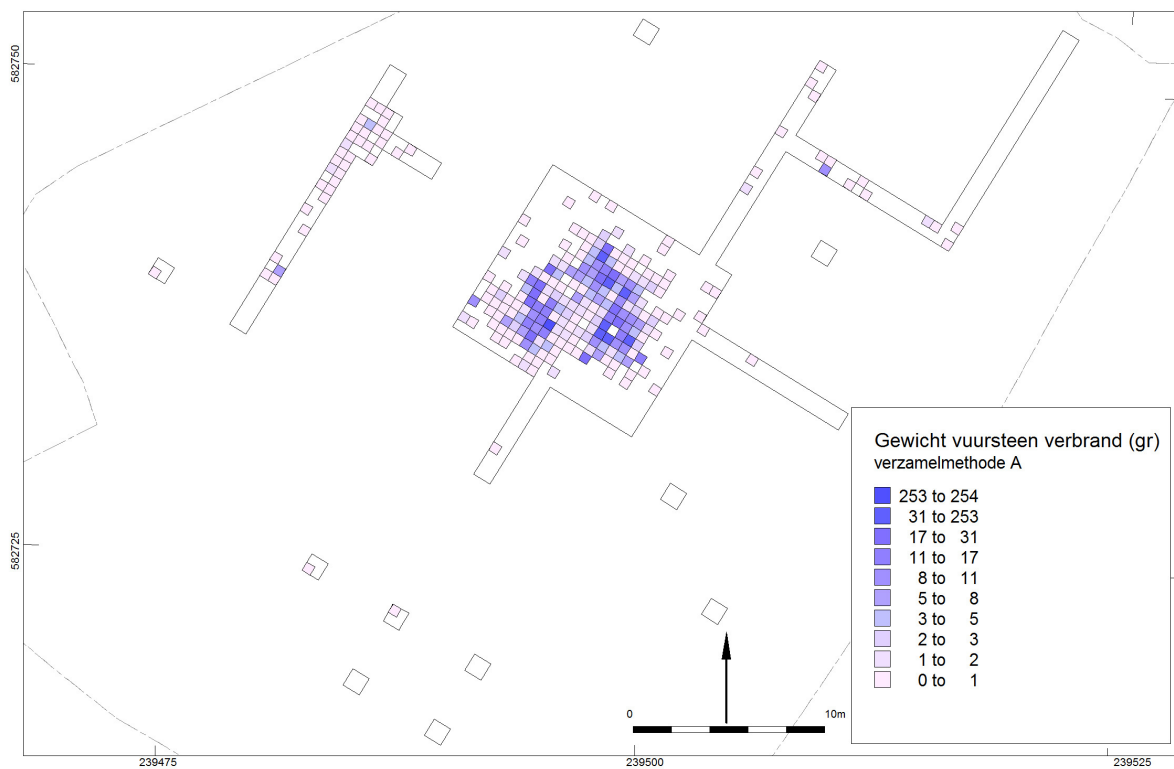 582750
582725
Gewicht vuursteen verbrand (gr)
verzamelmethode A
253 to 254
31 to 253
17 to 31
11 to 17
8 to 11
5 to 8
3 to 5
2 to 3
1 to 2
0 to 1
0 10m
239475 239500 239525